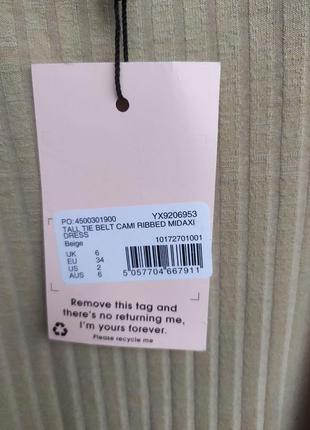 PO:4500301900 YX9206953
TALL TIE BELT CAMI RIBBED MIDAXI
DRESS
Beige 10172701001
UK 6
EU 34
US 2
AUS 6
5 057704 667911
Remove this tag and
there's no returning me,
I'm yours forever.
Please recycle me